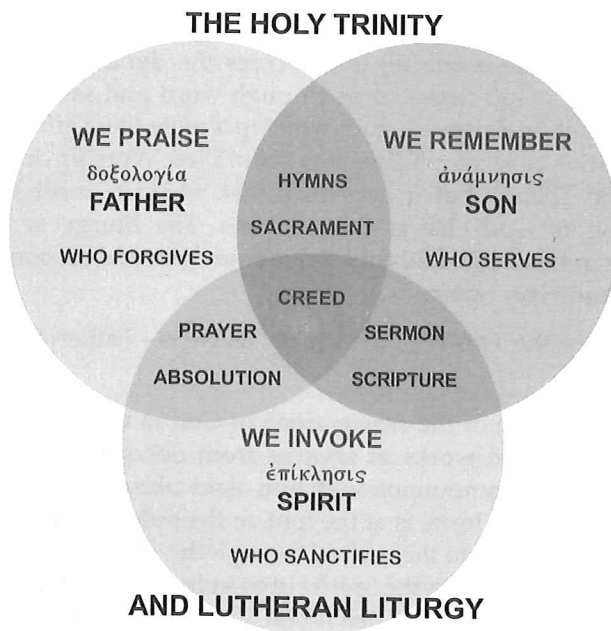 THE HOLY TRINITY
WE PRAISE
δοξολογία
FATHER
WHO FORGIVES
HYMNS
SACRAMENT
WE REMEMBER
ἀνάμνησις
SON
WHO SERVES
CREED
PRAYER
SERMON
ABSOLUTION
SCRIPTURE
WE INVOKE
ἐπίκλησις
SPIRIT
WHO SANCTIFIES
AND LUTHERAN LITURGY